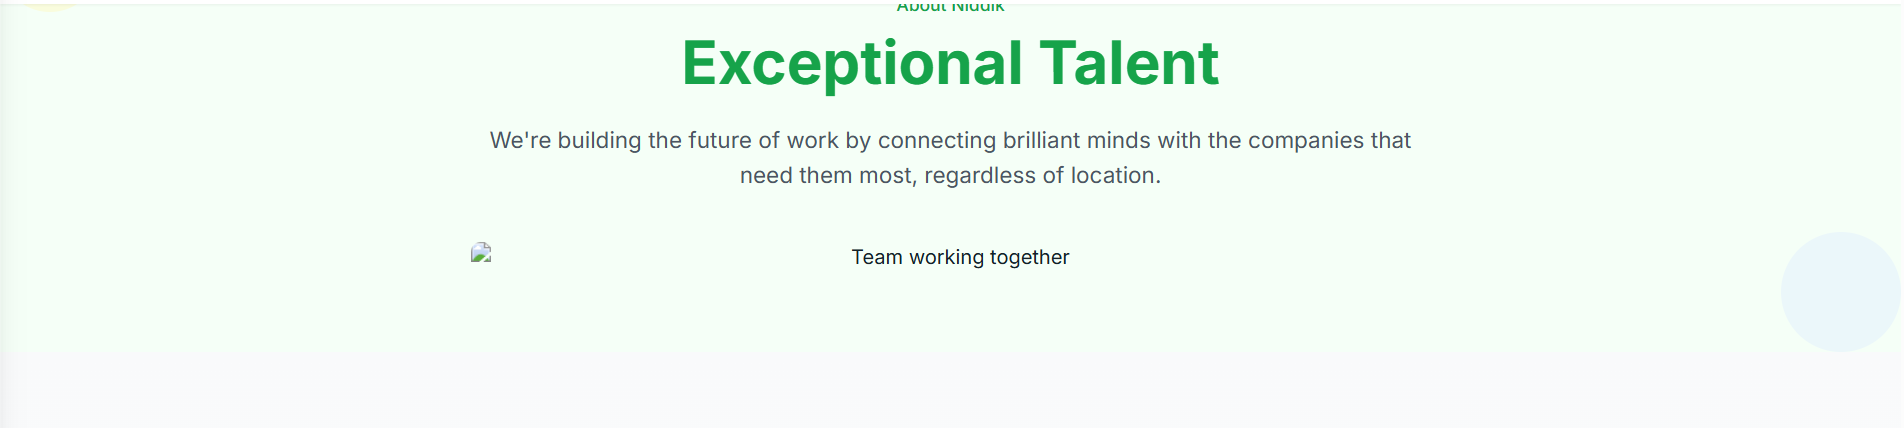 About Niddik
Exceptional Talent
We're building the future of work by connecting brilliant minds with the companies that
need them most, regardless of location.
Team working together